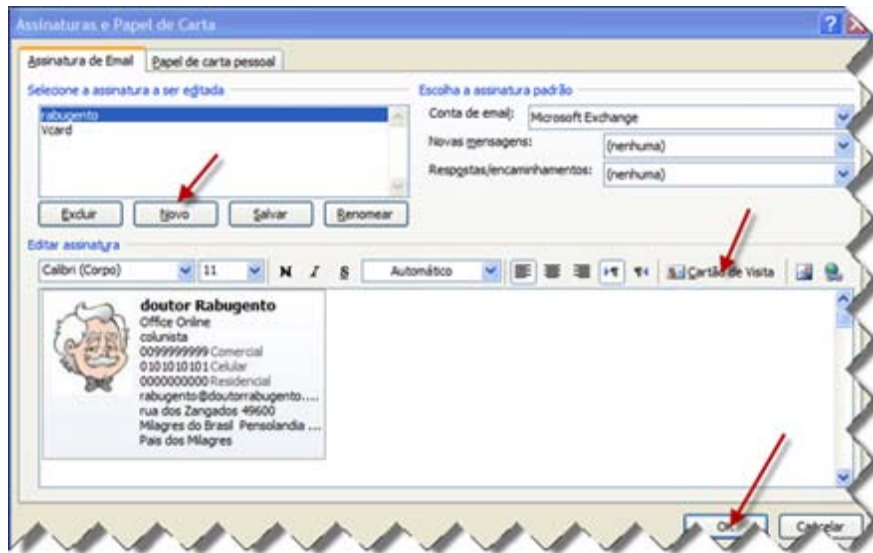 Assinaturas e Papel de Carta
Assinatura de Email Papel de carta pessoal
Selecione a assinatura a ser editada
rabugento
Vcard
Excluir Novo Salvar Renomear
Escolha a assinatura padrão
Conta de email: Microsoft Exchange
Novas mensagens: (nenhuma)
Respostas/encaminhamentos: (nenhuma)
Editar assinatura
Calibri (Corpo) 11 N I S Automático Cartão de Visita
doutor Rabugento
Office Online
colunista
0099999999 Comercial
0101010101 Celular
0000000000 Residencial
rabugento@doutorrabugento....
rua dos Zangados 49600
Milagres do Brasil Pensolandia ...
Pais dos Milagres
OK Cancelar